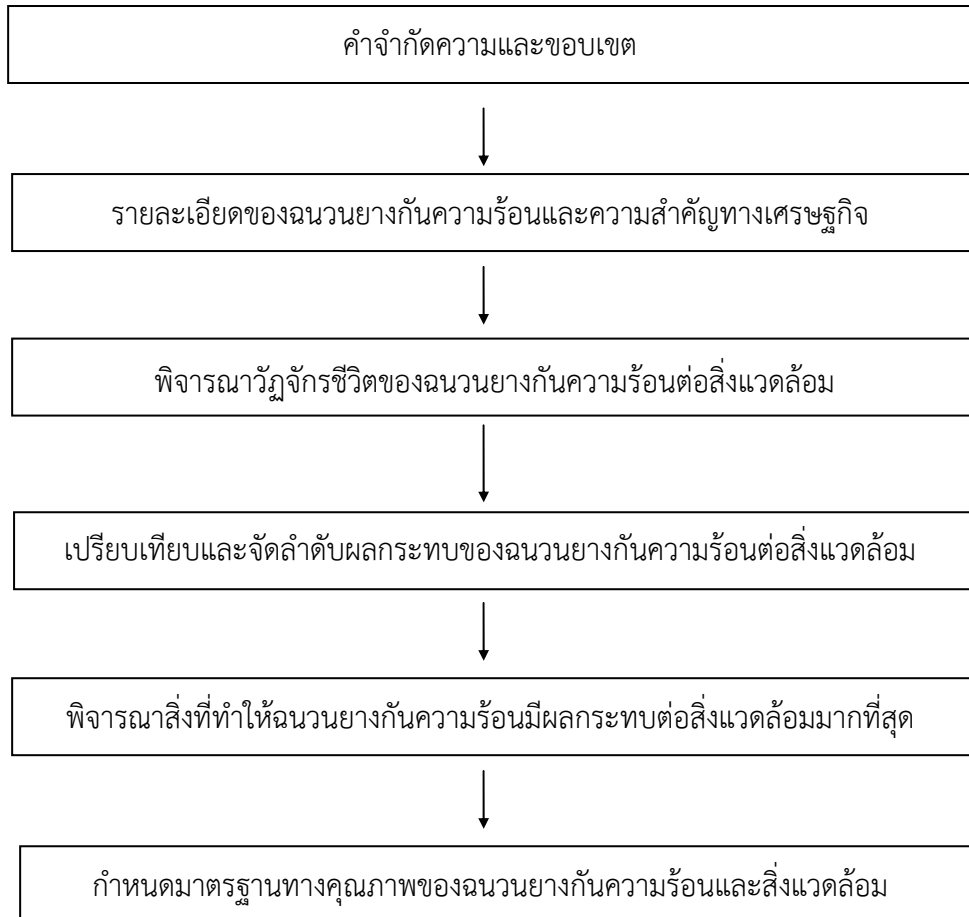 คำจำกัดความและขอบเขต
รายละเอียดของฉนวนยางกันความร้อนและความสำคัญทางเศรษฐกิจ
พิจารณาวัฏจักรชีวิตของฉนวนยางกันความร้อนต่อสิ่งแวดล้อม
เปรียบเทียบและจัดลำดับผลกระทบของฉนวนยางกันความร้อนต่อสิ่งแวดล้อม
พิจารณาสิ่งที่ทำให้ฉนวนยางกันความร้อนมีผลกระทบต่อสิ่งแวดล้อมมากที่สุด
กำหนดมาตรฐานทางคุณภาพของฉนวนยางกันความร้อนและสิ่งแวดล้อม